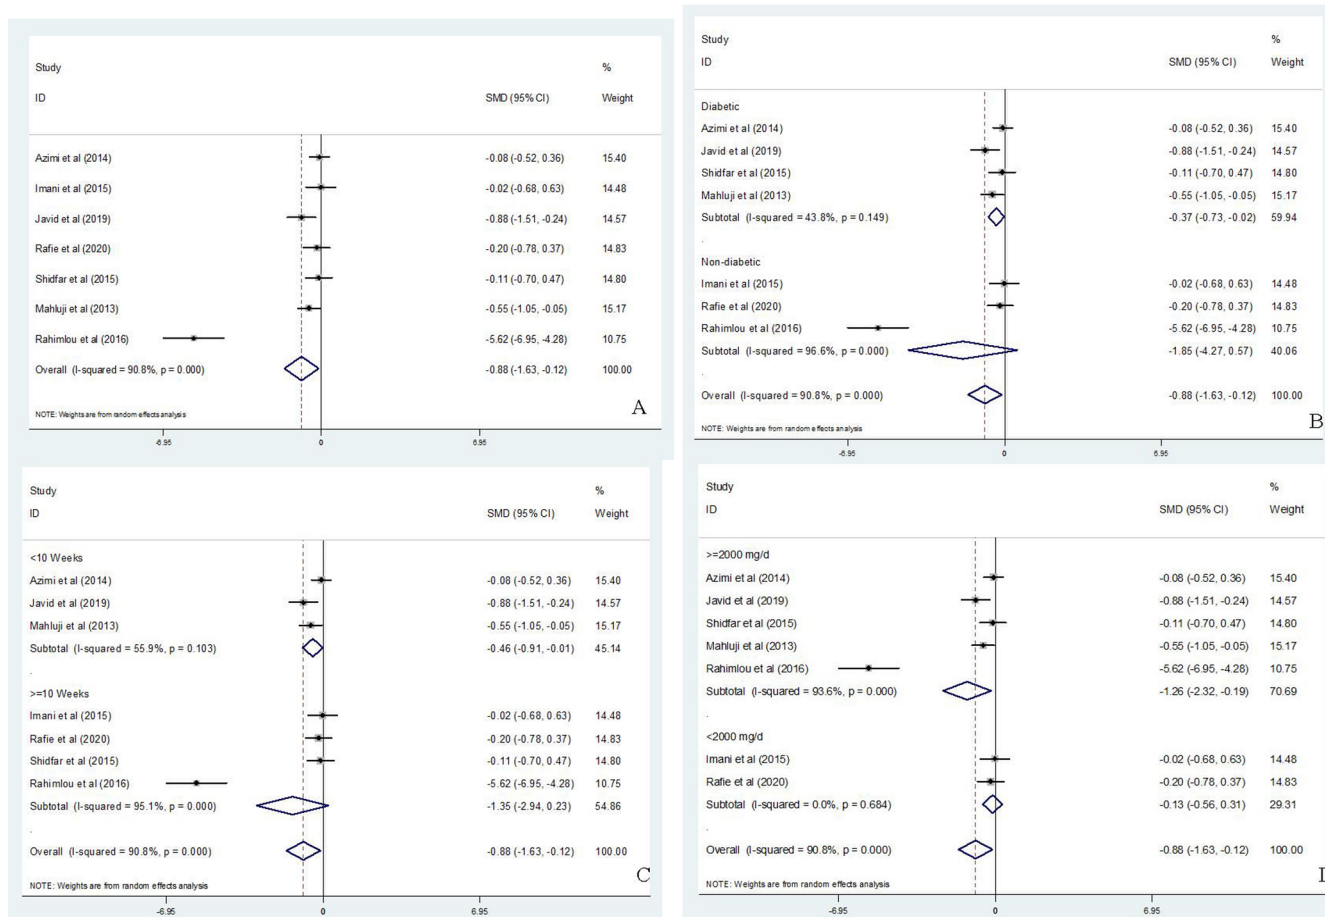 Study %
ID SMD (95% CI) Weight
Azimi et al (2014) -0.08 (-0.52, 0.36) 15.40
Imani et al (2015) -0.02 (-0.68, 0.63) 14.48
Javid et al (2019) -0.88 (-1.51, -0.24) 14.57
Rafie et al (2020) -0.20 (-0.78, 0.37) 14.83
Shidfar et al (2015) -0.11 (-0.70, 0.47) 14.80
Mahluji et al (2013) -0.55 (-1.05, -0.05) 15.17
Rahimlou et al (2016) -5.62 (-6.95, -4.28) 10.75
Overall (I-squared = 90.8%, p = 0.000) -0.88 (-1.63, -0.12) 100.00
NOTE: Weights are from random effects analysis
A
-6.95 0 6.95
Study %
ID SMD (95% CI) Weight
Diabetic
Azimi et al (2014) -0.08 (-0.52, 0.36) 15.40
Javid et al (2019) -0.88 (-1.51, -0.24) 14.57
Shidfar et al (2015) -0.11 (-0.70, 0.47) 14.80
Mahluji et al (2013) -0.55 (-1.05, -0.05) 15.17
Subtotal (I-squared = 43.8%, p = 0.149) -0.37 (-0.73, -0.02) 59.94
.
Non-diabetic
Imani et al (2015) -0.02 (-0.68, 0.63) 14.48
Rafie et al (2020) -0.20 (-0.78, 0.37) 14.83
Rahimlou et al (2016) -5.62 (-6.95, -4.28) 10.75
Subtotal (I-squared = 96.6%, p = 0.000) -1.85 (-4.27, 0.57) 40.06
.
Overall (I-squared = 90.8%, p = 0.000) -0.88 (-1.63, -0.12) 100.00
NOTE: Weights are from random effects analysis
B
-6.95 0 6.95
Study %
ID SMD (95% CI) Weight
<10 Weeks
Azimi et al (2014) -0.08 (-0.52, 0.36) 15.40
Javid et al (2019) -0.88 (-1.51, -0.24) 14.57
Mahluji et al (2013) -0.55 (-1.05, -0.05) 15.17
Subtotal (I-squared = 55.9%, p = 0.103) -0.46 (-0.91, -0.01) 45.14
.
>=10 Weeks
Imani et al (2015) -0.02 (-0.68, 0.63) 14.48
Rafie et al (2020) -0.20 (-0.78, 0.37) 14.83
Shidfar et al (2015) -0.11 (-0.70, 0.47) 14.80
Rahimlou et al (2016) -5.62 (-6.95, -4.28) 10.75
Subtotal (I-squared = 95.1%, p = 0.000) -1.35 (-2.94, 0.23) 54.86
.
Overall (I-squared = 90.8%, p = 0.000) -0.88 (-1.63, -0.12) 100.00
NOTE: Weights are from random effects analysis
C
-6.95 0 6.95
Study %
ID SMD (95% CI) Weight
>=2000 mg/d
Azimi et al (2014) -0.08 (-0.52, 0.36) 15.40
Javid et al (2019) -0.88 (-1.51, -0.24) 14.57
Shidfar et al (2015) -0.11 (-0.70, 0.47) 14.80
Mahluji et al (2013) -0.55 (-1.05, -0.05) 15.17
Rahimlou et al (2016) -5.62 (-6.95, -4.28) 10.75
Subtotal (I-squared = 93.6%, p = 0.000) -1.26 (-2.32, -0.19) 70.69
.
<2000 mg/d
Imani et al (2015) -0.02 (-0.68, 0.63) 14.48
Rafie et al (2020) -0.20 (-0.78, 0.37) 14.83
Subtotal (I-squared = 0.0%, p = 0.684) -0.13 (-0.56, 0.31) 29.31
.
Overall (I-squared = 90.8%, p = 0.000) -0.88 (-1.63, -0.12) 100.00
NOTE: Weights are from random effects analysis
-6.95 0 6.95